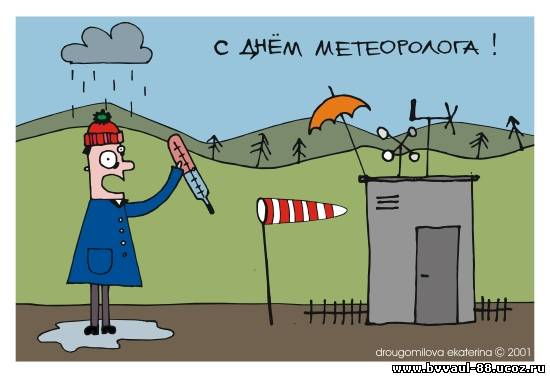 С ДНЁМ МЕТЕОРОЛОГА !
drougomilova ekaterina © 2001
www.bvvaul-88.ucoz.ru